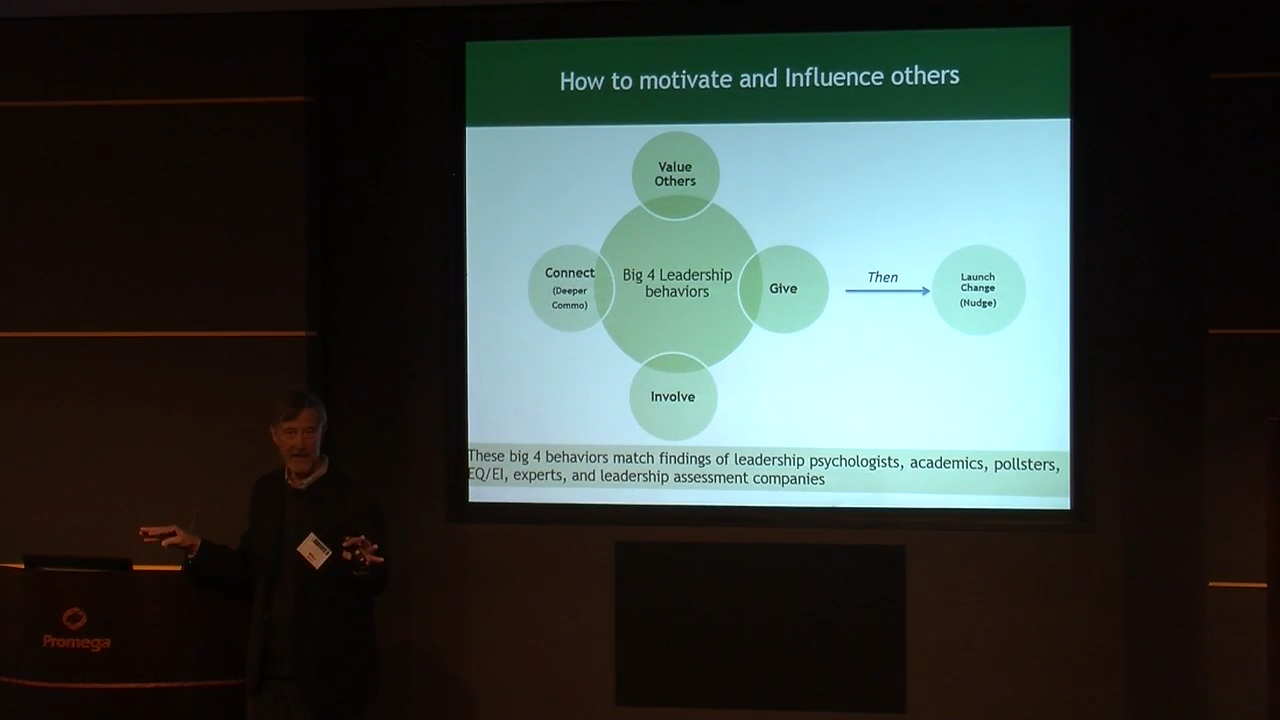 How to motivate and Influence others
Value
Others
Connect
(Deeper
Commo)
Big 4 Leadership
behaviors
Give
Then
Launch
Change
(Nudge)
Involve
These big 4 behaviors match findings of leadership psychologists, academics, pollsters,
EQ/EI, experts, and leadership assessment companies
Promega